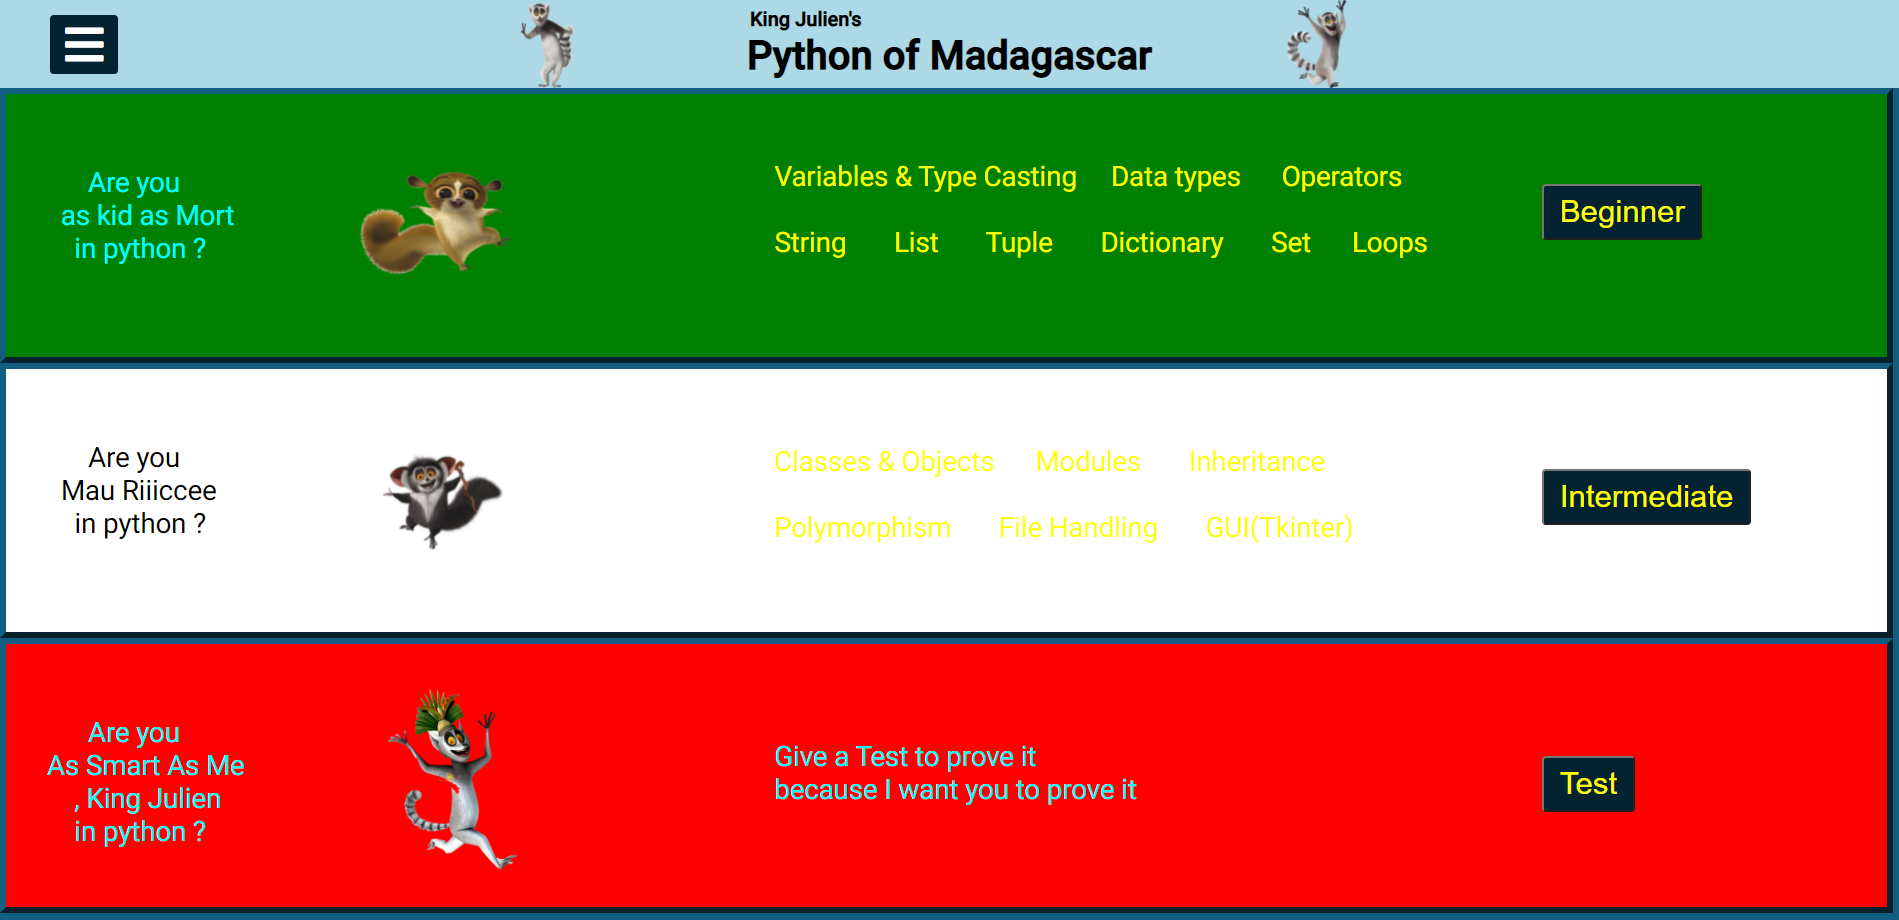 King Julien's
Python of Madagascar
Are you
as kid as Mort
in python ?
Variables & Type Casting Data types Operators
String List Tuple Dictionary Set Loops
Beginner
Are you
Mau Riiiccee
in python ?
Classes & Objects Modules Inheritance
Polymorphism File Handling GUI(Tkinter)
Intermediate
Are you
As Smart As Me
, King Julien
in python ?
Give a Test to prove it
because I want you to prove it
Test